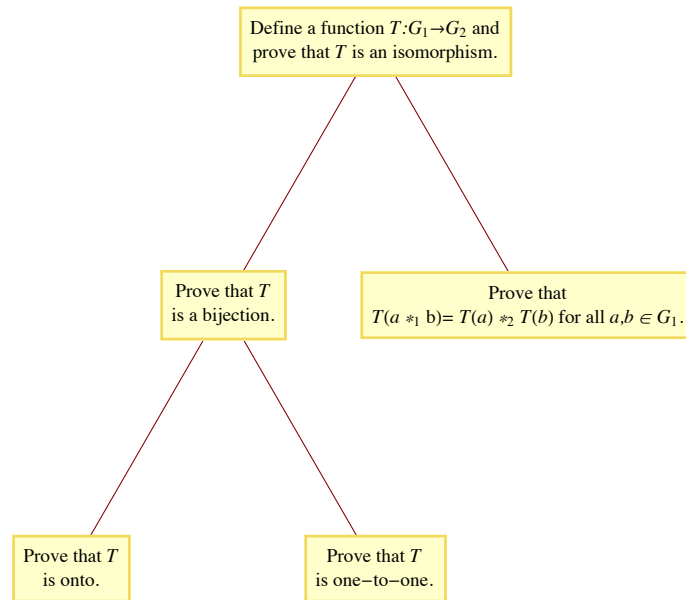 Define a function T:G₁→G₂ and
prove that T is an isomorphism.
Prove that T
is a bijection.
Prove that
T(a *₁ b)= T(a) *₂ T(b) for all a,b ∈ G₁.
Prove that T
is onto.
Prove that T
is one−to−one.